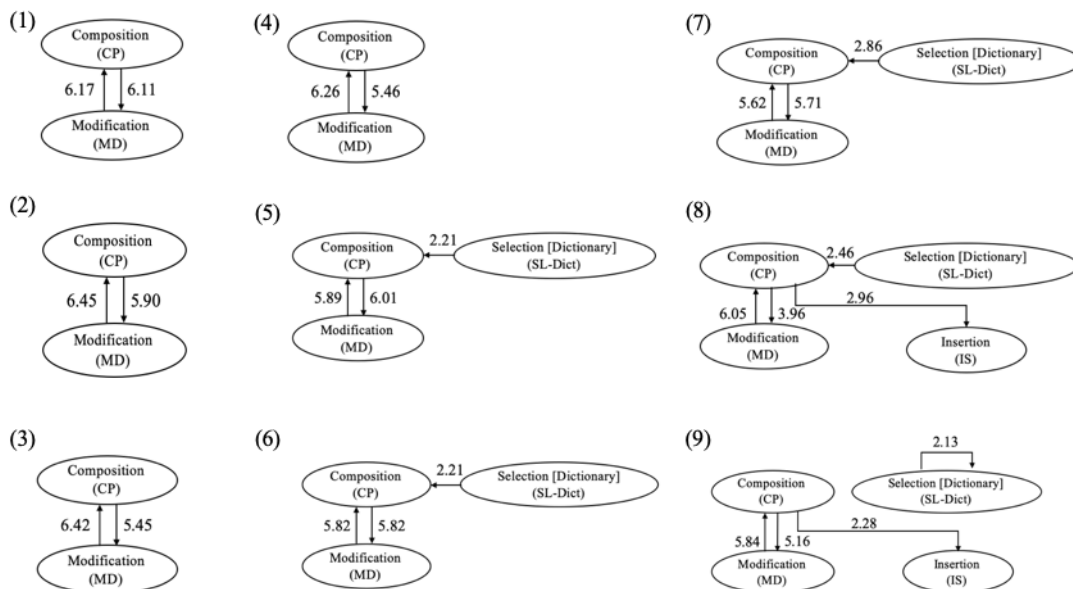 (1)
Composition
(CP)
6.17
6.11
Modification
(MD)
(2)
Composition
(CP)
6.45
5.90
Modification
(MD)
(3)
Composition
(CP)
6.42
5.45
Modification
(MD)
(4)
Composition
(CP)
6.26
5.46
Modification
(MD)
(5)
Composition
(CP)
2.21
Selection [Dictionary]
(SL-Dict)
5.89
6.01
Modification
(MD)
(6)
Composition
(CP)
2.21
Selection [Dictionary]
(SL-Dict)
5.82
5.82
Modification
(MD)
(7)
Composition
(CP)
2.86
Selection [Dictionary]
(SL-Dict)
5.62
5.71
Modification
(MD)
(8)
Composition
(CP)
2.46
Selection [Dictionary]
(SL-Dict)
6.05
3.96
2.96
Modification
(MD)
Insertion
(IS)
(9)
2.13
Composition
(CP)
Selection [Dictionary]
(SL-Dict)
5.84
5.16
2.28
Modification
(MD)
Insertion
(IS)